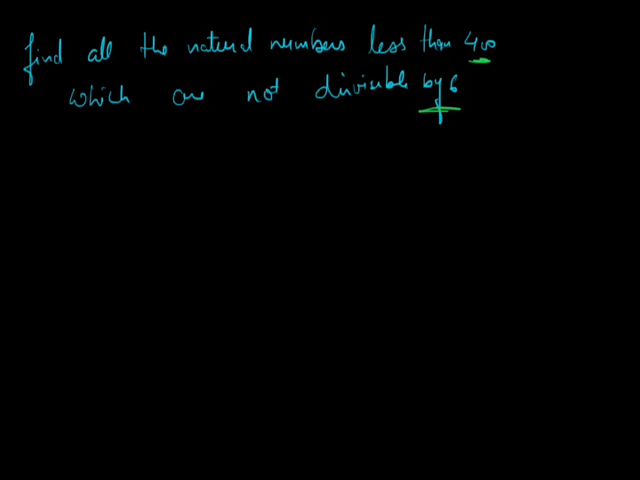 find all the natural numbers less than 400
which are not divisible by 6